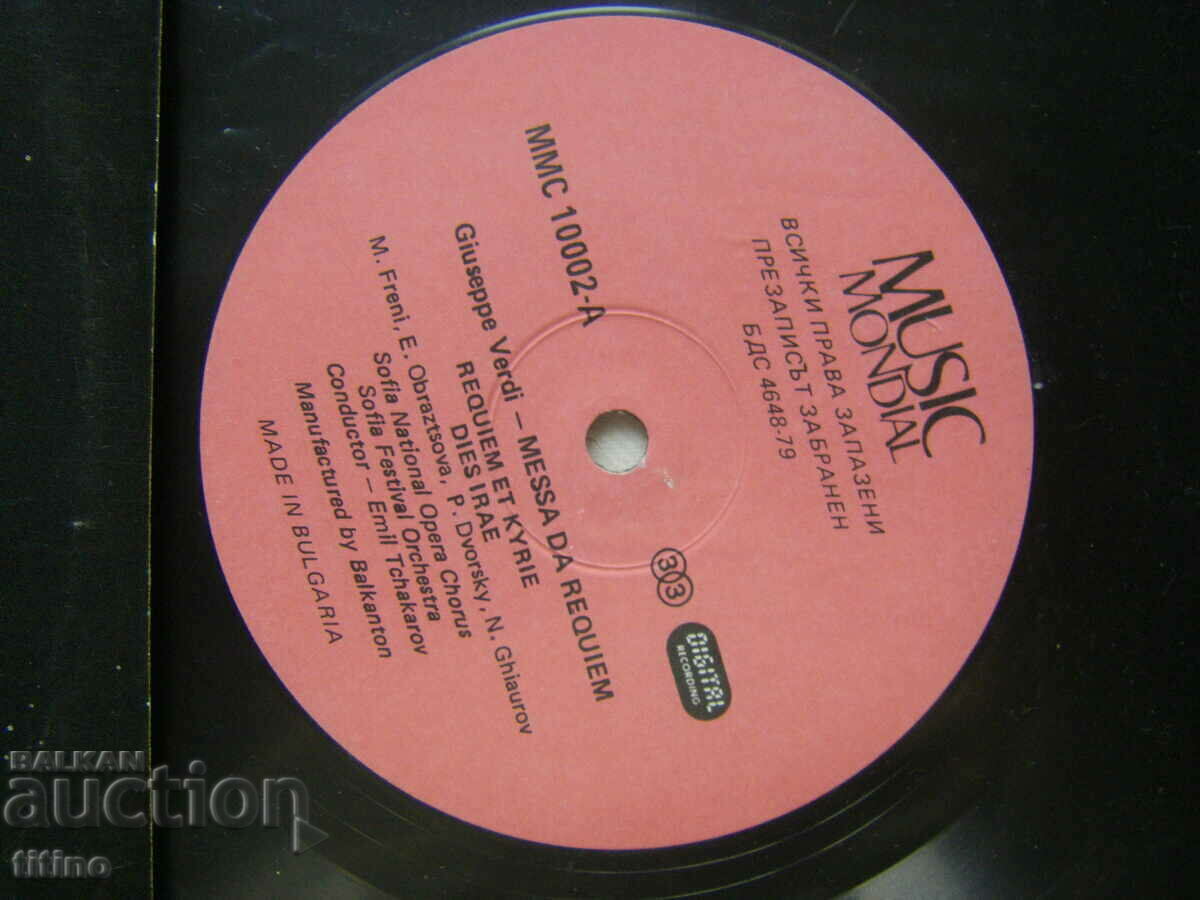 MUSIC
MONDIAL
ВСИЧКИ ПРАВА ЗАПАЗЕНИ
ПРЕЗАПИСЪТ ЗАБРАНЕН
БДС 4648-79
33
DIGITAL
RECORDING
MMC 10002-A
Giuseppe Verdi – MESSA DA REQUIEM
REQUIEM ET KYRIE
DIES IRAE
M. Freni, E. Obraztsova, P. Dvorsky, N. Ghiaurov
Sofia National Opera Chorus
Sofia Festival Orchestra
Conductor – Emil Tchakarov
Manufactured by Balkanton
MADE IN BULGARIA
BALKAN
auction
titino